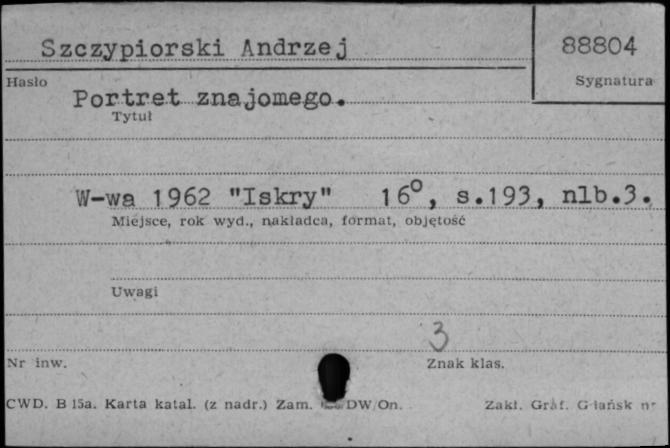 Szczypiorski Andrzej 88804
Hasło Sygnatura
Portret znajomego.
Tytuł
W-wa 1962 "Iskry" 16°, s.193, nlb.3.
Miejsce, rok wyd., nakładca, format, objętość
Uwagi
3
Nr inw. Znak klas.
CWD. B 15a. Karta katal. (z nadr.) Zam. DW/On. Zakł. Graf. Gdańsk nr